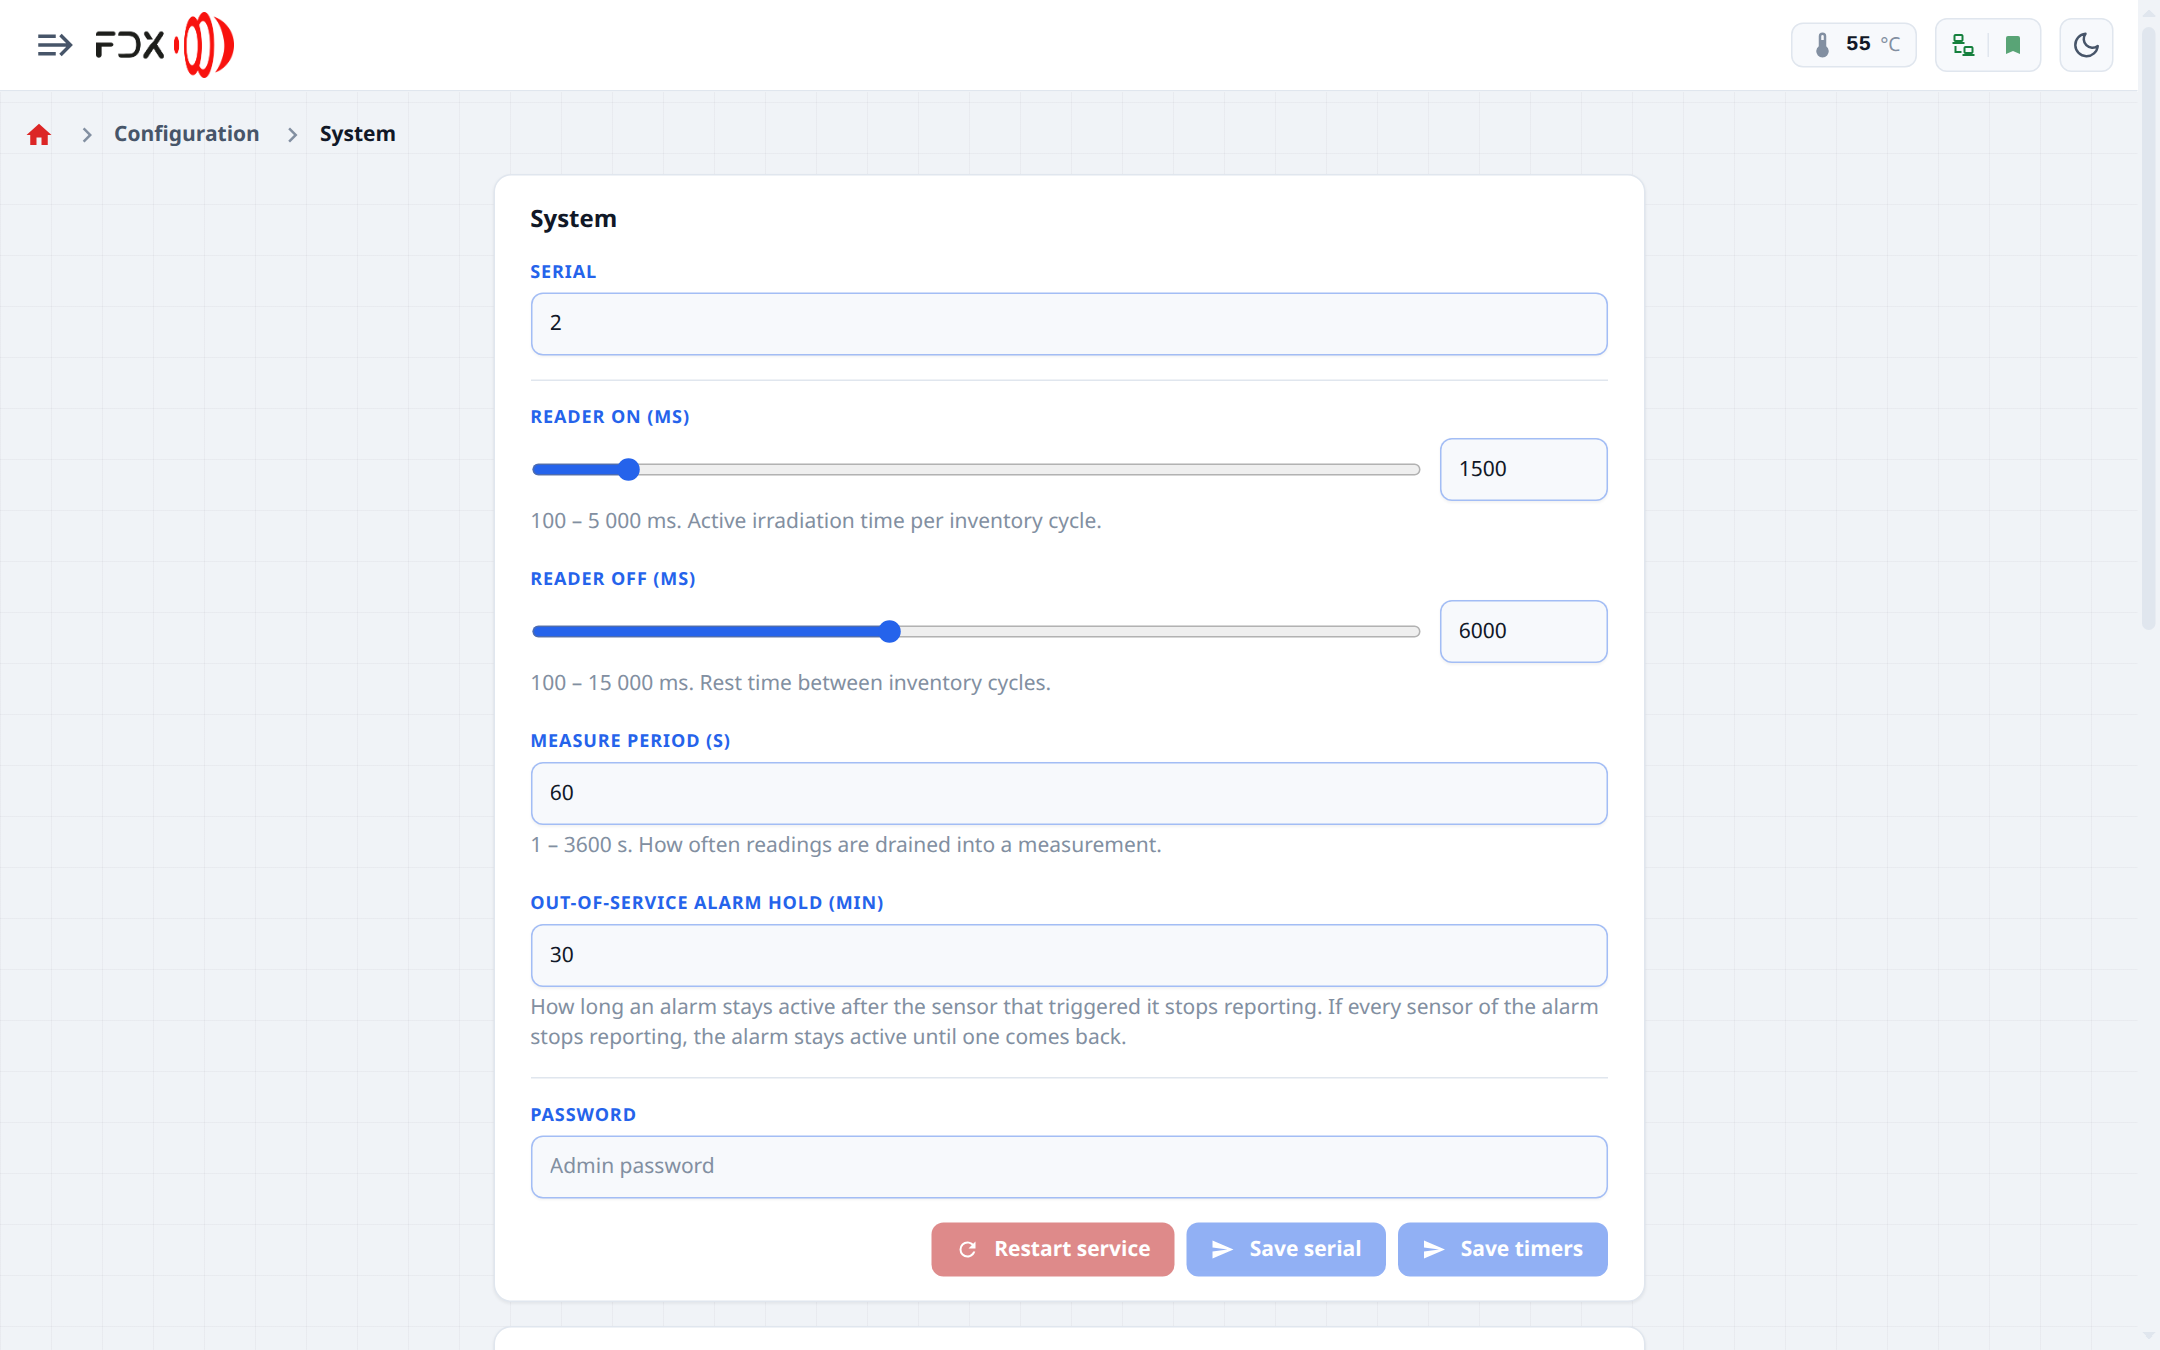 FDX
55 °C
Configuration
System
System
SERIAL
2
READER ON (MS)
1500
100 – 5 000 ms. Active irradiation time per inventory cycle.
READER OFF (MS)
6000
100 – 15 000 ms. Rest time between inventory cycles.
MEASURE PERIOD (S)
60
1 – 3600 s. How often readings are drained into a measurement.
OUT-OF-SERVICE ALARM HOLD (MIN)
30
How long an alarm stays active after the sensor that triggered it stops reporting. If every sensor of the alarm
stops reporting, the alarm stays active until one comes back.
PASSWORD
Admin password
Restart service
Save serial
Save timers